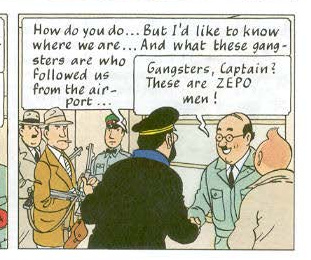 How do you do... But I'd like to know
where we are... And what these gang-
sters are who
followed us
from the air-
port ...
Gangsters, Captain?
These are ZEPO
men!